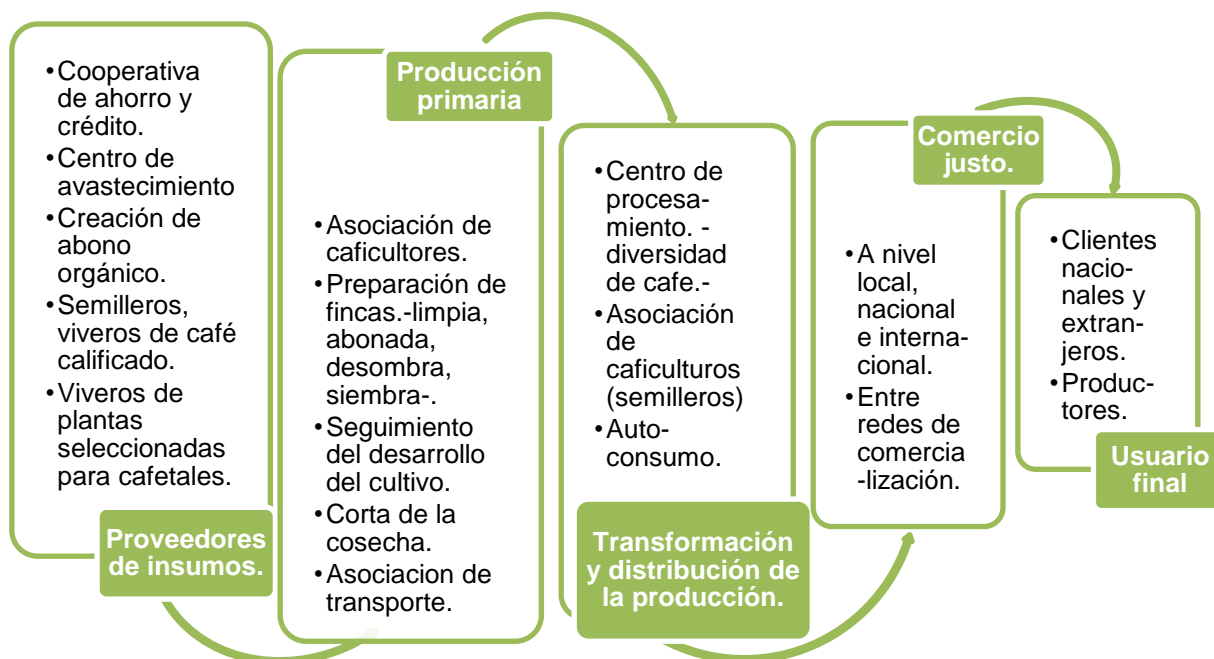 •Cooperativa
de ahorro y
crédito.
•Centro de
avastecimiento
•Creación de
abono
orgánico.
•Semilleros,
viveros de café
calificado.
•Viveros de
plantas
seleccionadas
para cafetales.
Proveedores
de insumos.
Producción
primaria
•Asociación de
caficultores.
•Preparación de
fincas.-limpia,
abonada,
desombra,
siembra-.
•Seguimiento
del desarrollo
del cultivo.
•Corta de la
cosecha.
•Asociacion de
transporte.
•Centro de
procesa-
miento. -
diversidad
de cafe.-
•Asociación
de
caficulturos
(semilleros)
•Auto-
consumo.
Transformación
y distribución de
la producción.
Comercio
justo.
•A nivel
local,
nacional
e interna-
cional.
•Entre
redes de
comercia
-lización.
•Clientes
nacio-
nales y
extran-
jeros.
•Produc-
tores.
Usuario
final